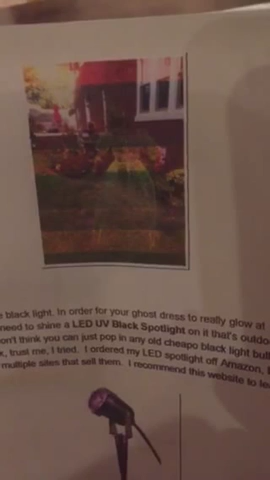 black light. In order for your ghost dress to really glow at
need to shine a LED UV Black Spotlight on it that's outdo
on't think you can just pop in any old cheapo black light bul
, trust me, I tried. I ordered my LED spotlight off Amazon,
multiple sites that sell them. I recommend this website to le